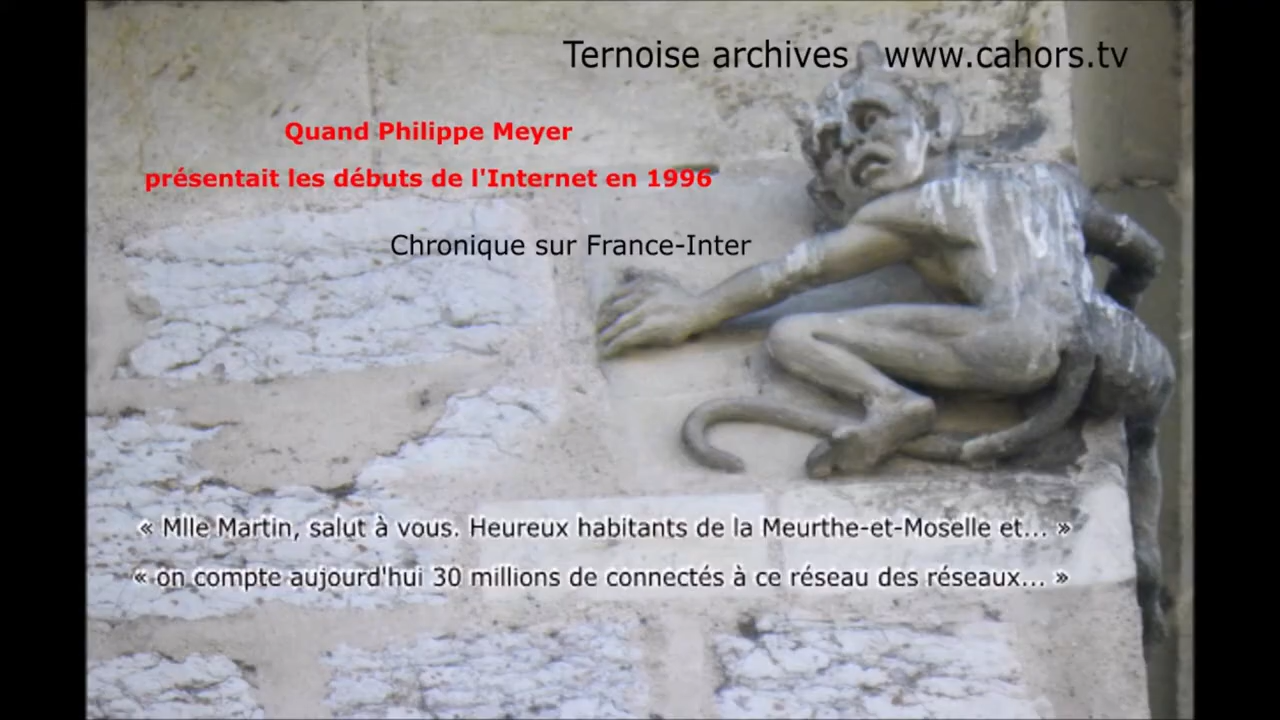 Ternoise archives www.cahors.tv
Quand Philippe Meyer
présentait les débuts de l'Internet en 1996
Chronique sur France-Inter
« Mlle Martin, salut à vous. Heureux habitants de la Meurthe-et-Moselle et... »
« on compte aujourd'hui 30 millions de connectés à ce réseau des réseaux... »